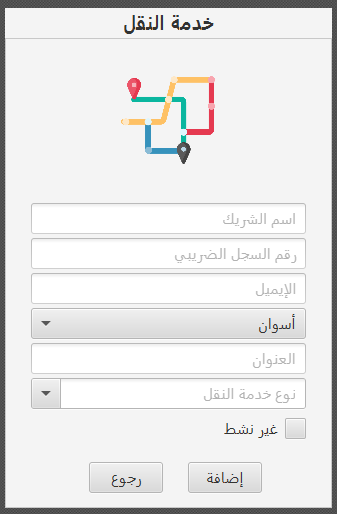 خدمة النقل
اسم الشريك
رقم السجل الضريبي
الإيميل
أسوان
العنوان
نوع خدمة النقل
غير نشط
إضافة
رجوع